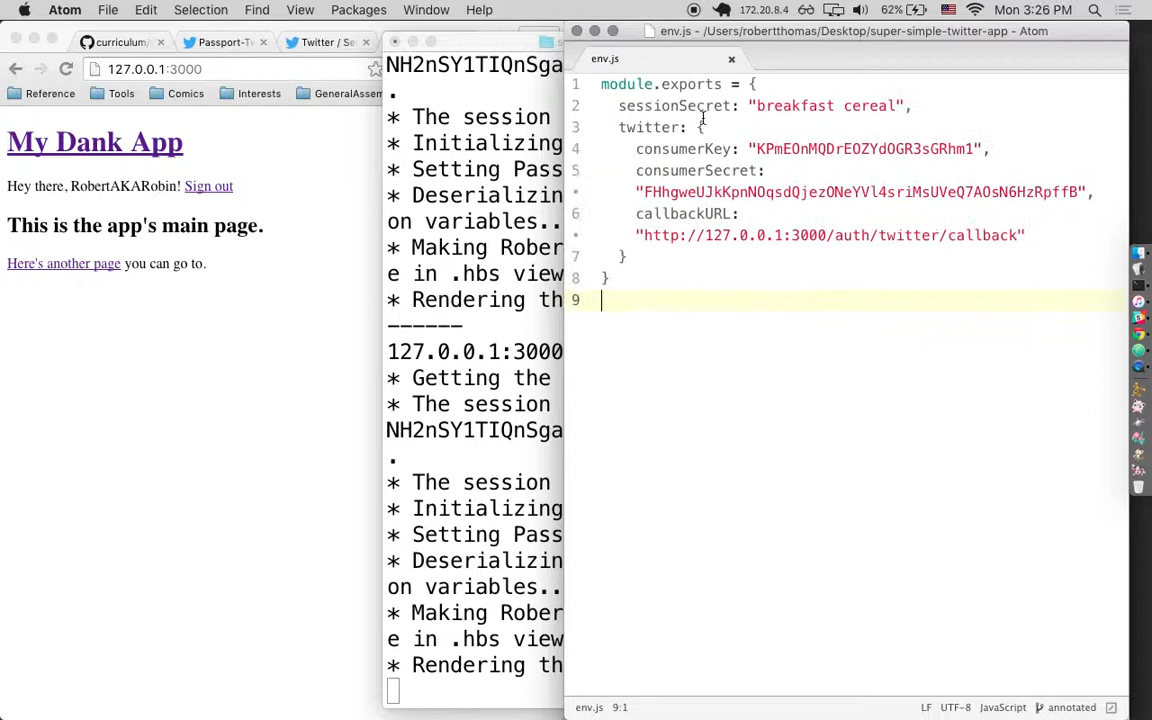 Atom File Edit View Selection Find Packages Window Help 172.20.8.4 62% Mon 3:26 PM
curriculum/ Passport-Tw Twitter / Se
127.0.0.1:3000
Reference Tools Comics Interests GeneralAssem
My Dank App
Hey there, RobertAKARobin! Sign out
This is the app's main page.
Here's another page you can go to.
NH2nSY1TIQnSga
.
* The session
* Initializing
* Setting Pass
* Deserializin
on variables..
* Making Rober
e in .hbs view
* Rendering th
------
127.0.0.1:3000
* Getting the
* The session
NH2nSY1TIQnSga
.
* The session
* Initializing
* Setting Pass
* Deserializin
on variables..
* Making Rober
e in .hbs view
* Rendering th
env.js - /Users/robertthomas/Desktop/super-simple-twitter-app - Atom
env.js
1 module.exports = {
2 sessionSecret: "breakfast cereal",
3 twitter: {
4 consumerKey: "KPmEOnMQDrEOZYdOGR3sGRhm1",
5 consumerSecret:
• "FHhgweUJkKpnNOqsdQjezONeYVl4sriMsUVeQ7AOsN6HzRpffB",
6 callbackURL:
• "http://127.0.0.1:3000/auth/twitter/callback"
7 }
8 }
9
env.js 9:1 LF UTF-8 JavaScript annotated